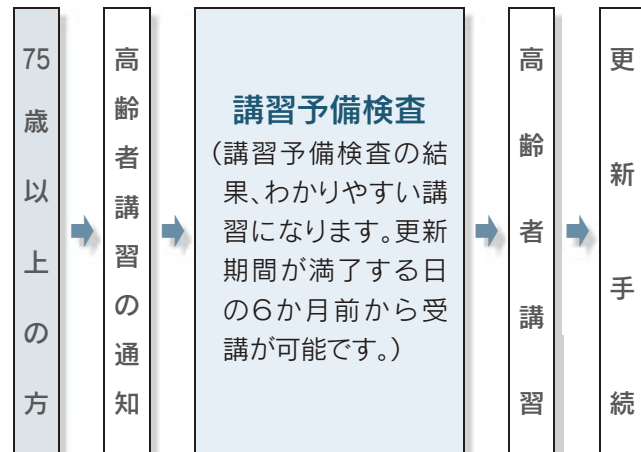 75歳以上の方
高齢者講習の通知
講習予備検査
(講習予備検査の結
果、わかりやすい講
習になります。更新
期間が満了する日
の6か月前から受
講が可能です。)
高齢者講習
更新手続